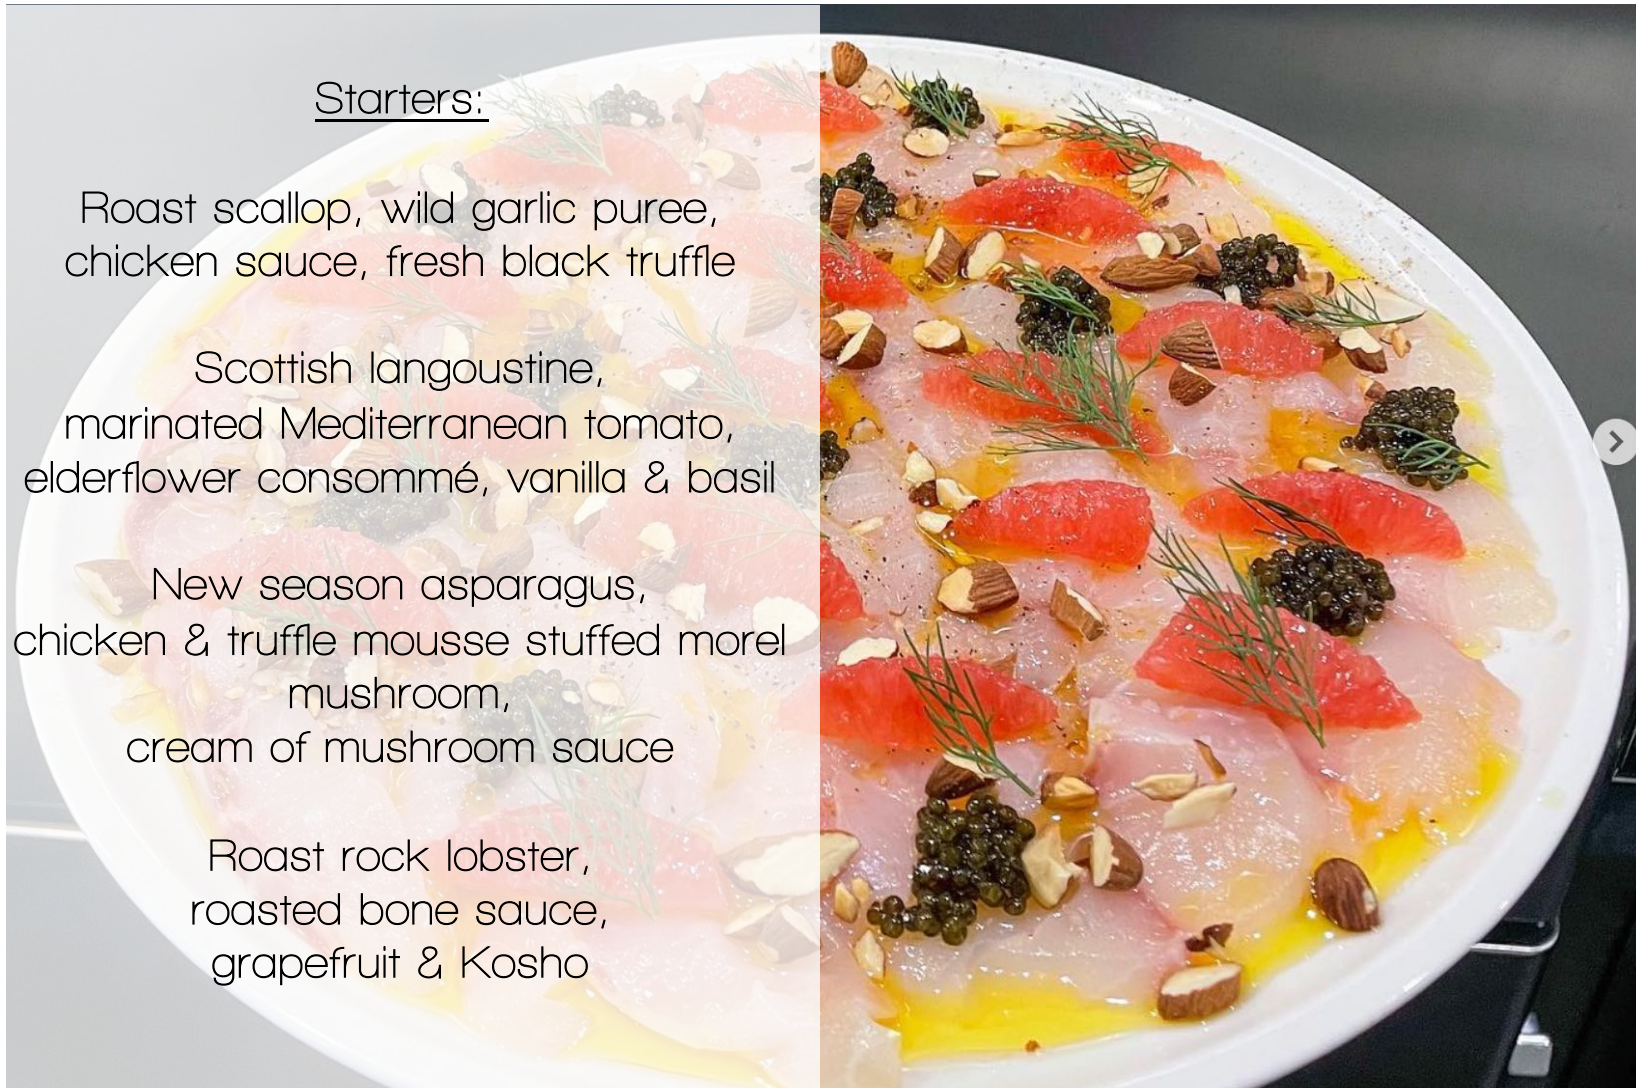 Starters:
Roast scallop, wild garlic puree,
chicken sauce, fresh black truffle
Scottish langoustine,
marinated Mediterranean tomato,
elderflower consommé, vanilla & basil
New season asparagus,
chicken & truffle mousse stuffed morel
mushroom,
cream of mushroom sauce
Roast rock lobster,
roasted bone sauce,
grapefruit & Kosho